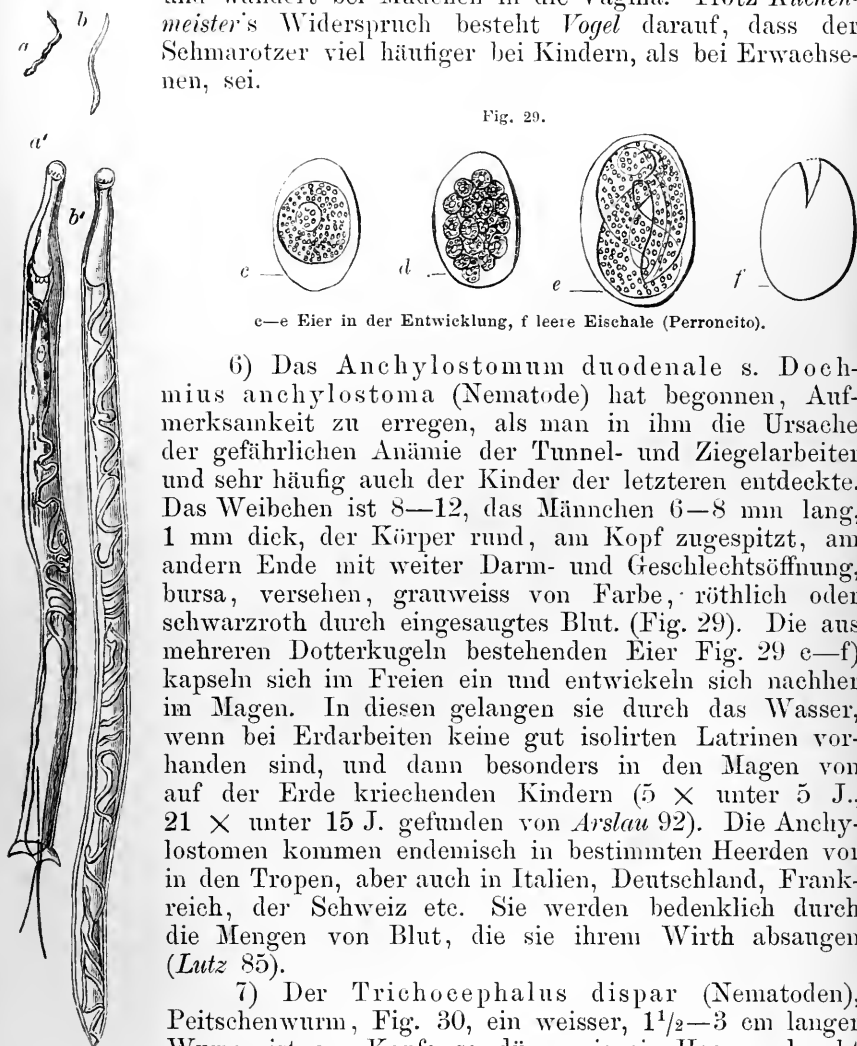 und wandert bei Mädchen in die Vagina. Trotz Küchen-
meister's Widerspruch besteht Vogel darauf, dass der
Schmarotzer viel häufiger bei Kindern, als bei Erwachse-
nen, sei.
a
b
a'
b'
Fig. 29.
c
d
e
f
c—e Eier in der Entwicklung, f leere Eischale (Perroncito).
6) Das Anchylostomum duodenale s. Doch-
mius anchylostoma (Nematode) hat begonnen, Auf-
merksamkeit zu erregen, als man in ihm die Ursache
der gefährlichen Anämie der Tunnel- und Ziegelarbeiter
und sehr häufig auch der Kinder der letzteren entdeckte.
Das Weibchen ist 8—12, das Männchen 6—8 mm lang,
1 mm dick, der Körper rund, am Kopf zugespitzt, am
andern Ende mit weiter Darm- und Geschlechtsöffnung,
bursa, versehen, grauweiss von Farbe, röthlich oder
schwarzroth durch eingesaugtes Blut. (Fig. 29). Die aus
mehreren Dotterkugeln bestehenden Eier Fig. 29 c—f)
kapseln sich im Freien ein und entwickeln sich nachher
im Magen. In diesen gelangen sie durch das Wasser,
wenn bei Erdarbeiten keine gut isolirten Latrinen vor-
handen sind, und dann besonders in den Magen von
auf der Erde kriechenden Kindern (5 × unter 5 J.,
21 × unter 15 J. gefunden von Arslau 92). Die Anchy-
lostomen kommen endemisch in bestimmten Heerden vor
in den Tropen, aber auch in Italien, Deutschland, Frank-
reich, der Schweiz etc. Sie werden bedenklich durch
die Mengen von Blut, die sie ihrem Wirth absaugen
(Lutz 85).
7) Der Trichocephalus dispar (Nematoden),
Peitschenwurm, Fig. 30, ein weisser, 1½—3 cm langer